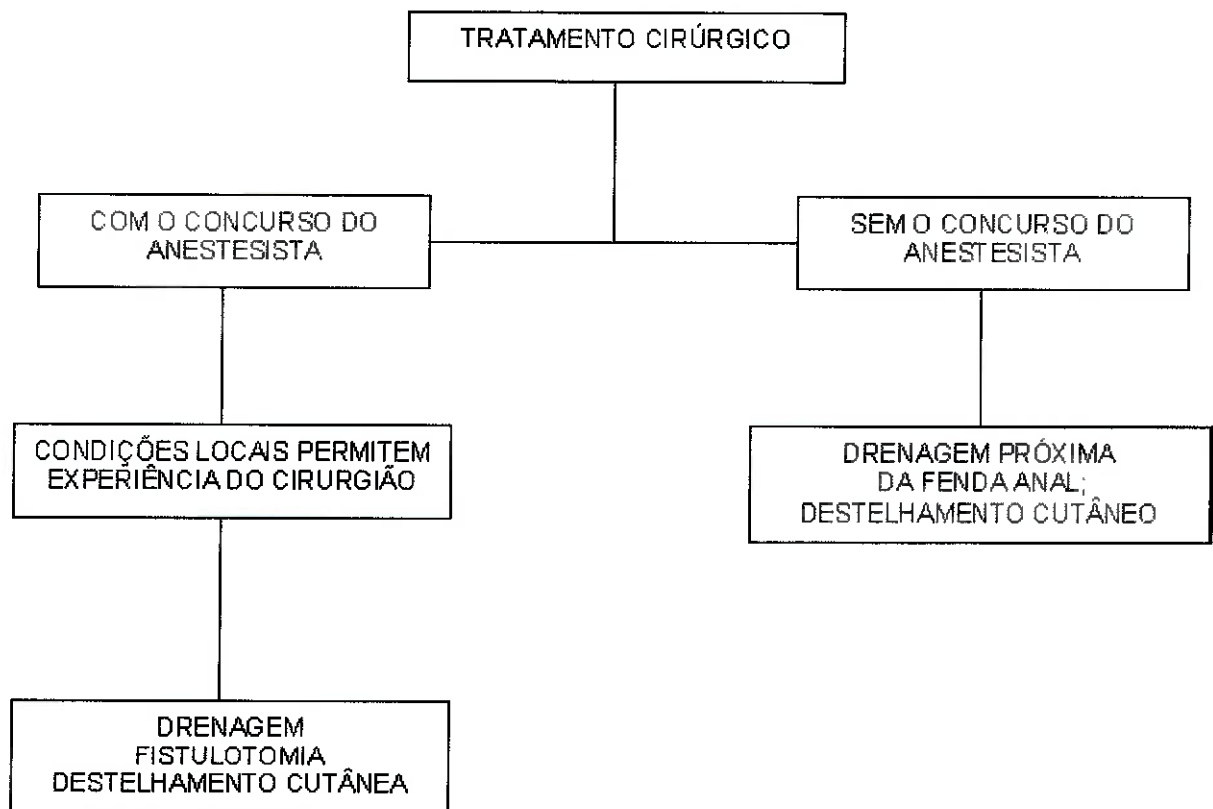 TRATAMENTO CIRÚRGICO
COM O CONCURSO DO
ANESTESISTA
SEM O CONCURSO DO
ANESTESISTA
CONDIÇÕES LOCAIS PERMITEM
EXPERIÊNCIA DO CIRURGIÃO
DRENAGEM PRÓXIMA
DA FENDA ANAL;
DESTELHAMENTO CUTÂNEO
DRENAGEM
FISTULOTOMIA
DESTELHAMENTO CUTÂNEA